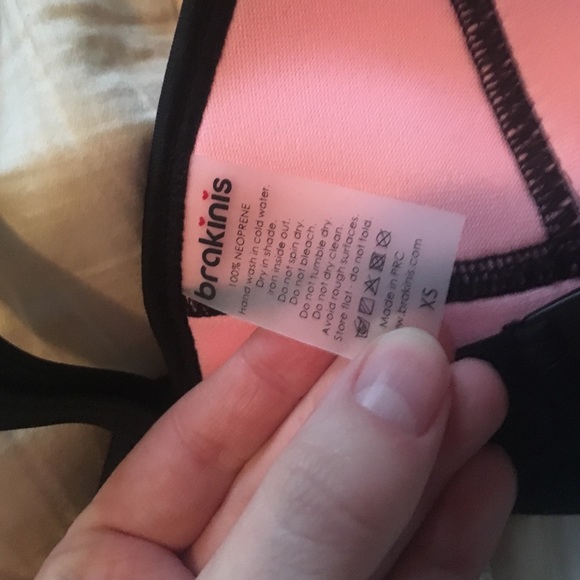 brakinis
100% NEOPRENE
Hand wash in cold water.
Dry in shade.
Iron inside out.
Do not spin dry.
Do not bleach.
Do not tumble dry
Do not dry clean.
Avoid rough surfaces.
Store flat - do not fold
Made in PRC
brakinis.com
XS